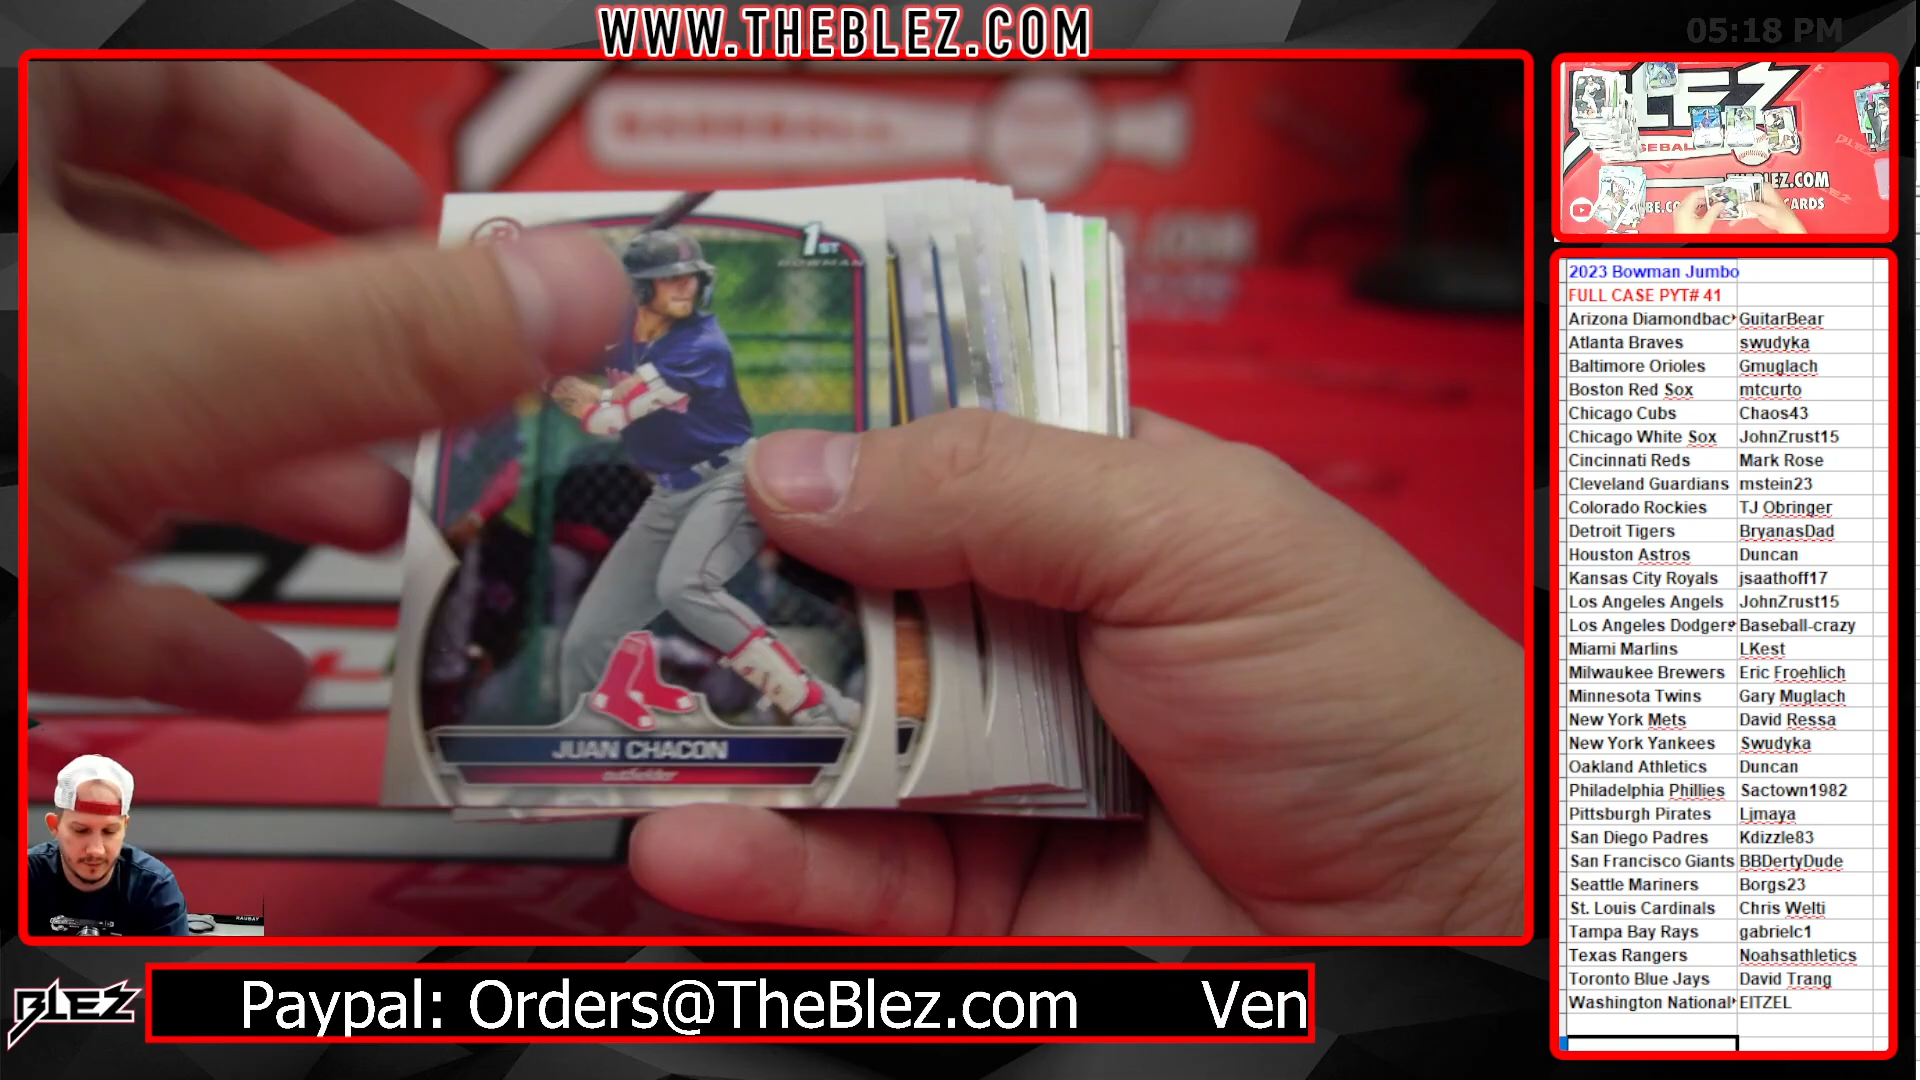 WWW.THEBLEZ.COM
05:18 PM
1ST
BOWMAN
JUAN CHACON
outfielder
SEBAL
THEBLEZ.COM
CARDS
2023 Bowman Jumbo
FULL CASE PYT# 41
Arizona Diamondbac GuitarBear
Atlanta Braves swudyka
Baltimore Orioles Gmuglach
Boston Red Sox mtcurto
Chicago Cubs Chaos43
Chicago White Sox JohnZrust15
Cincinnati Reds Mark Rose
Cleveland Guardians mstein23
Colorado Rockies TJ Obringer
Detroit Tigers BryanasDad
Houston Astros Duncan
Kansas City Royals jsaathoff17
Los Angeles Angels JohnZrust15
Los Angeles Dodgers Baseball-crazy
Miami Marlins LKest
Milwaukee Brewers Eric Froehlich
Minnesota Twins Gary Muglach
New York Mets David Ressa
New York Yankees Swudyka
Oakland Athletics Duncan
Philadelphia Phillies Sactown1982
Pittsburgh Pirates Ljmaya
San Diego Padres Kdizzle83
San Francisco Giants BBDertyDude
Seattle Mariners Borgs23
St. Louis Cardinals Chris Welti
Tampa Bay Rays gabrielc1
Texas Rangers Noahsathletics
Toronto Blue Jays David Trang
Washington National EITZEL
BLEZ
Paypal: Orders@TheBlez.com Ven